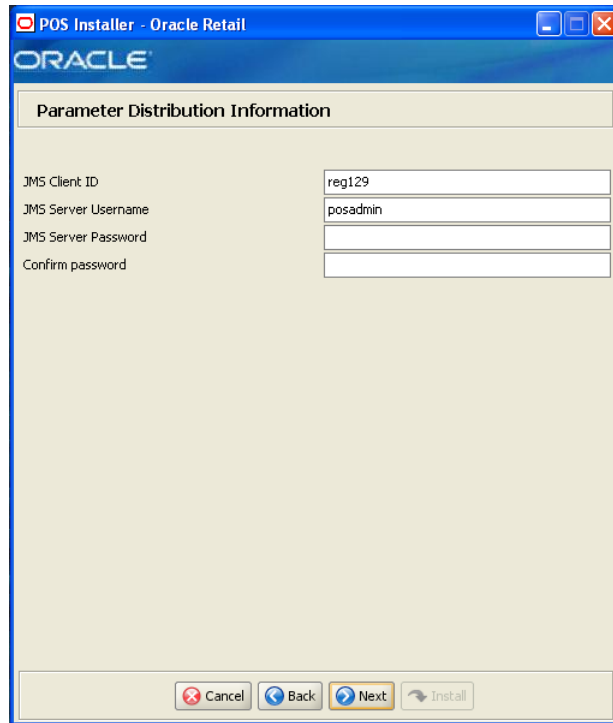 POS Installer - Oracle Retail
ORACLE
Parameter Distribution Information
JMS Client ID reg129
JMS Server Username posadmin
JMS Server Password
Confirm password
Cancel Back Next Install